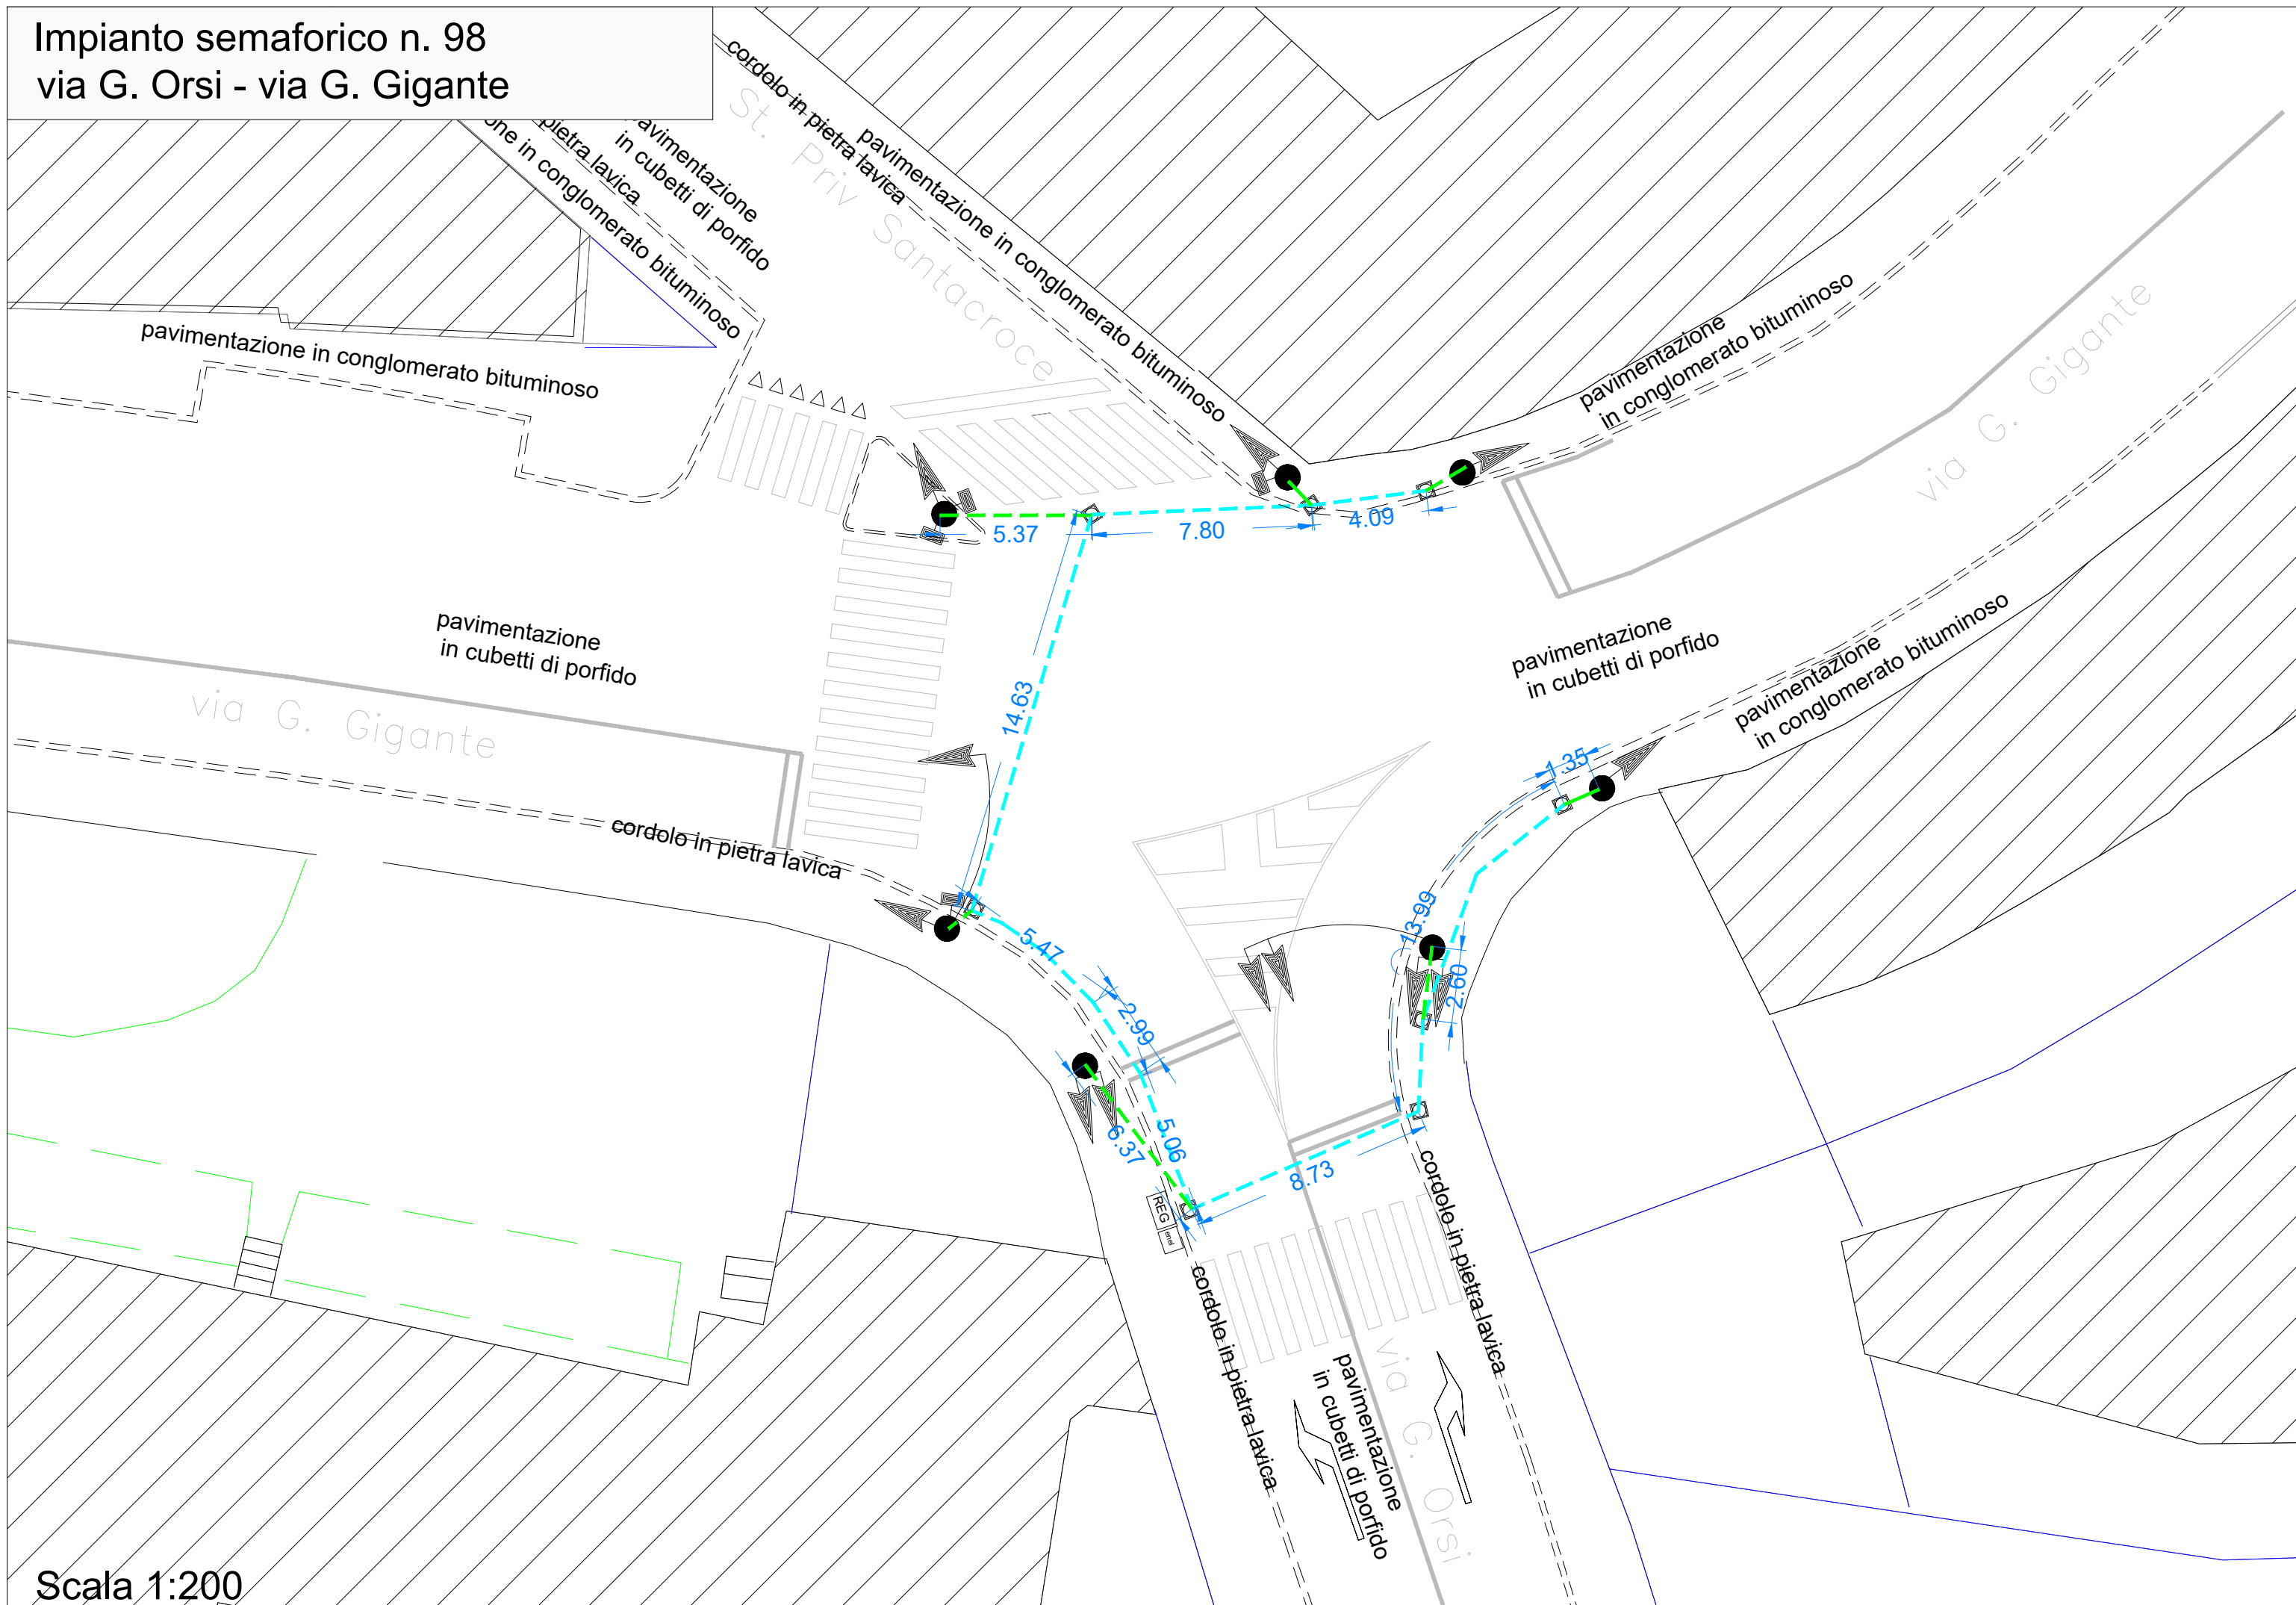 Impianto semaforico n. 98
via G. Orsi - via G. Gigante
cordolo in pietra lavica
pavimentazione in conglomerato bituminoso
St. Priv Santacroce
avimentazione
in cubetti di porfido
pietra lavica
one in conglomerato bituminoso
pavimentazione in conglomerato bituminoso
pavimentazione
in conglomerato bituminoso
via G. Gigante
5.37
7.80
4.09
pavimentazione
in cubetti di porfido
pavimentazione
in cubetti di porfido
pavimentazione
in conglomerato bituminoso
via G. Gigante
14.63
1.35
cordolo in pietra lavica
5.47
13.99
2.60
2.99
6.37
5.06
8.73
REG
enel
cordolo in pietra lavica
cordolo in pietra lavica
pavimentazione
in cubetti di porfido
via G. Orsi
Scala 1:200